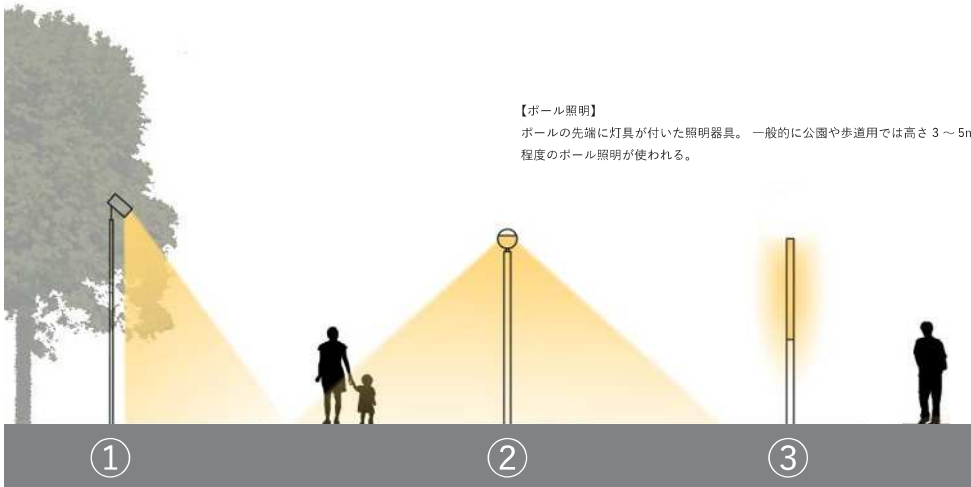 【ポール照明】
ポールの先端に灯具が付いた照明器具。 一般的に公園や歩道用では高さ 3 〜 5m
程度のポール照明が使われる。
① ② ③